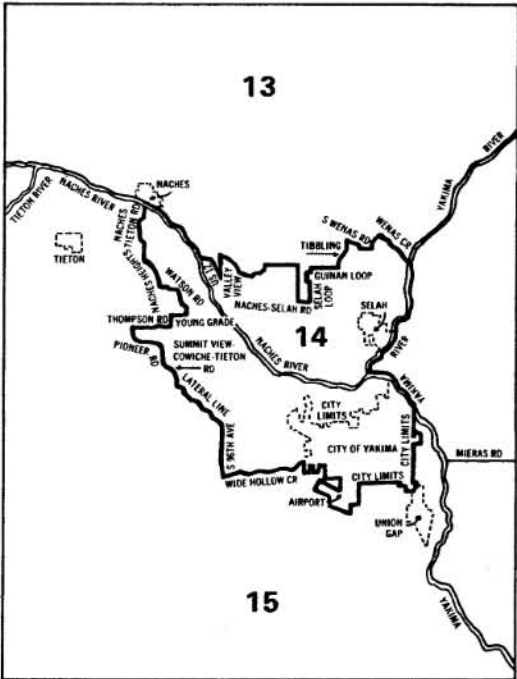 13
YAKIMA RIVER
TIETON RIVER
NACHES RIVER
NACHES
TIETON
NACHES
TIETON RD
NACHES HEIGHTS
WATSON RD
US 12
VALLEY
VIEW
S WENAS RD
WENAS CR
TIBBLING
GUINAN LOOP
SELAH
LOOP
NACHES-SELAH RD
SELAH
THOMPSON RD
YOUNG GRADE
14
PIONEER RD
SUMMIT VIEW-
COWICHE-TIETON
RD
NACHES RIVER
RIVER
YAKIMA
LATERAL LINE
CITY
LIMITS
CITY OF YAKIMA
CITY LIMITS
S 96TH AVE
MIERAS RD
WIDE HOLLOW CR
CITY LIMITS
AIRPORT
UNION
GAP
15
YAKIMA